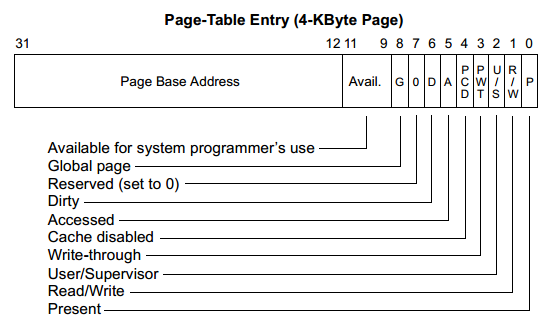 Page-Table Entry (4-KByte Page)
31 12 11 9 8 7 6 5 4 3 2 1 0
Page Base Address Avail. G 0 D A PCD PWT U/S R/W P
Available for system programmer's use
Global page
Reserved (set to 0)
Dirty
Accessed
Cache disabled
Write-through
User/Supervisor
Read/Write
Present